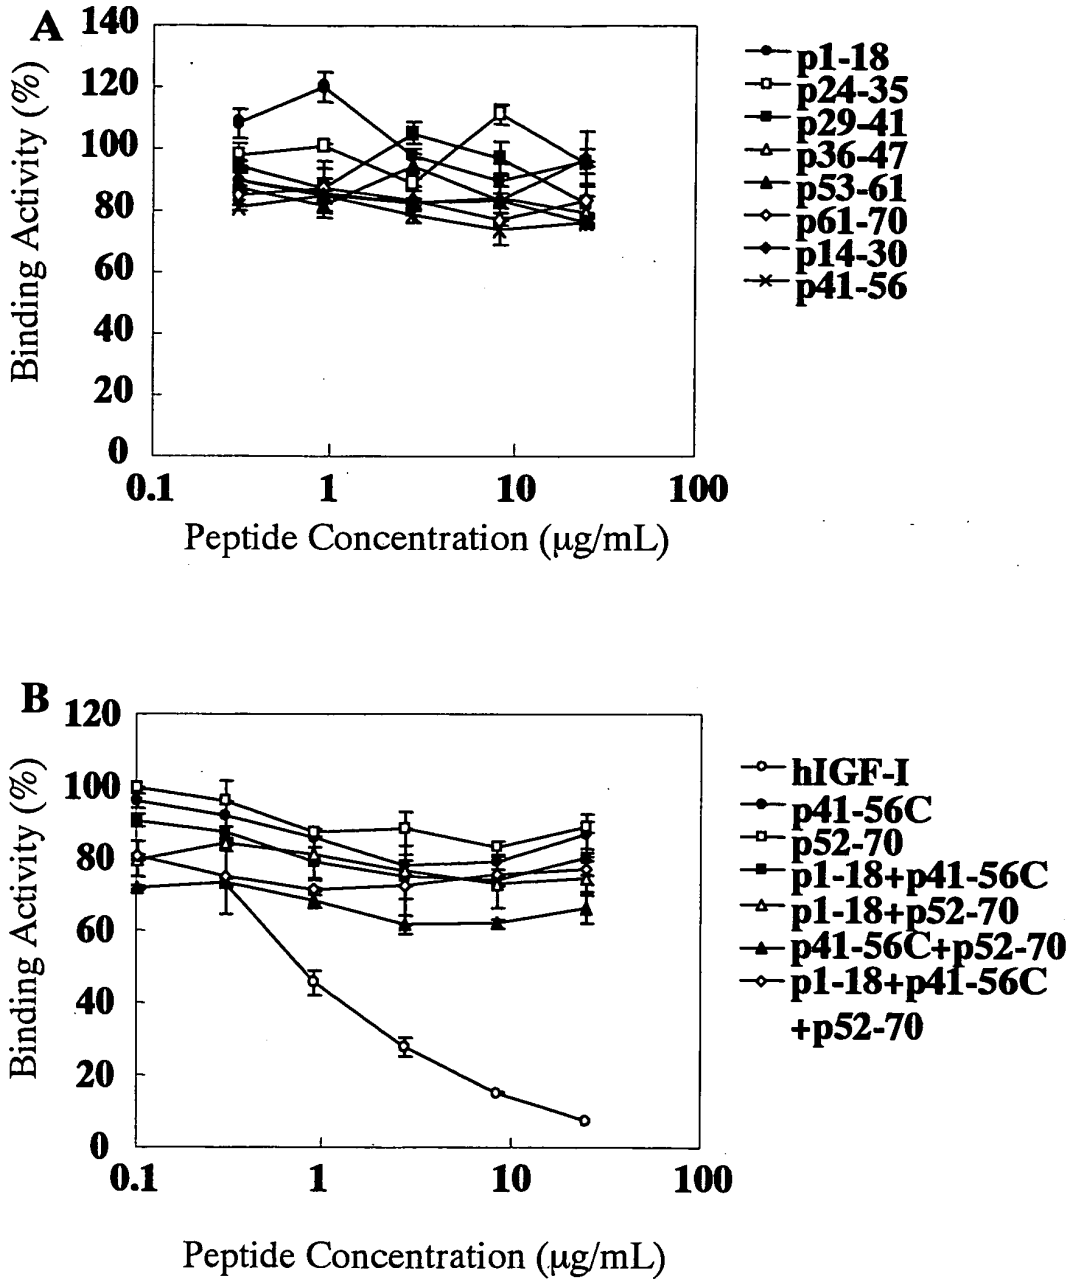 A
140
120
100
80
60
40
20
0
Binding Activity (%)
0.1 1 10 100
Peptide Concentration (µg/mL)
p1-18
p24-35
p29-41
p36-47
p53-61
p61-70
p14-30
p41-56
B
120
100
80
60
40
20
0
Binding Activity (%)
0.1 1 10 100
Peptide Concentration (µg/mL)
hIGF-I
p41-56C
p52-70
p1-18+p41-56C
p1-18+p52-70
p41-56C+p52-70
p1-18+p41-56C
+p52-70